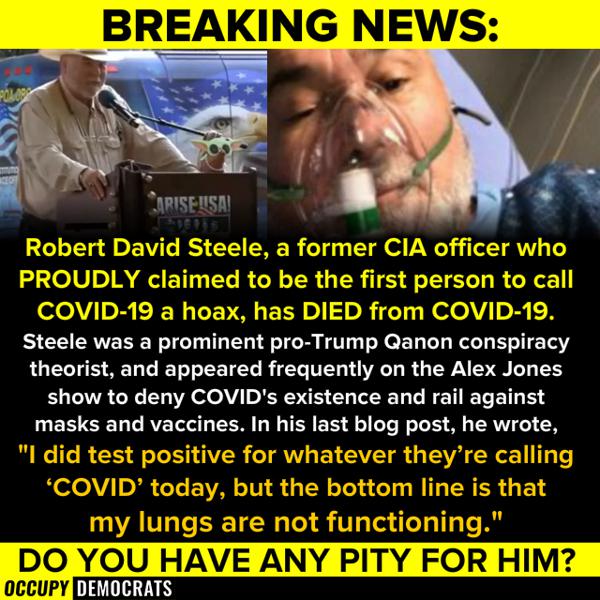 BREAKING NEWS:
ARISE USA!
Robert David Steele, a former CIA officer who
PROUDLY claimed to be the first person to call
COVID-19 a hoax, has DIED from COVID-19.
Steele was a prominent pro-Trump Qanon conspiracy
theorist, and appeared frequently on the Alex Jones
show to deny COVID's existence and rail against
masks and vaccines. In his last blog post, he wrote,
"I did test positive for whatever they’re calling
‘COVID’ today, but the bottom line is that
my lungs are not functioning."
DO YOU HAVE ANY PITY FOR HIM?
OCCUPY DEMOCRATS